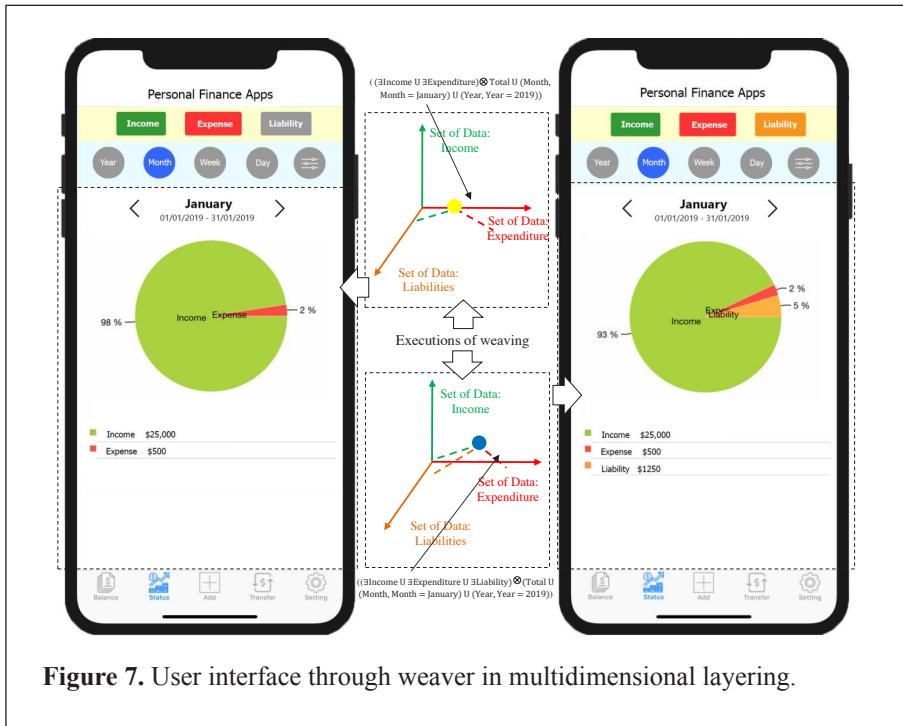 Personal Finance Apps
Income Expense Liability
Year Month Week Day
January
01/01/2019 - 31/01/2019
98 %
Income
Expense
2 %
Income $25,000
Expense $500
Balance Status Add Transfer Setting
((∃Income U ∃Expenditure)⊗Total U (Month,
Month = January) U (Year, Year = 2019))
Set of Data:
Income
Set of Data:
Expenditure
Set of Data:
Liabilities
Executions of weaving
Set of Data:
Income
Set of Data:
Expenditure
Set of Data:
Liabilities
((∃Income U ∃Expenditure U ∃Liability)⊗(Total U
(Month, Month = January) U (Year, Year = 2019))
Personal Finance Apps
Income Expense Liability
Year Month Week Day
January
01/01/2019 - 31/01/2019
2 %
5 %
Liability
Income
93 %
Income $25,000
Expense $500
Liability $1250
Balance Status Add Transfer Setting
Figure 7. User interface through weaver in multidimensional layering.